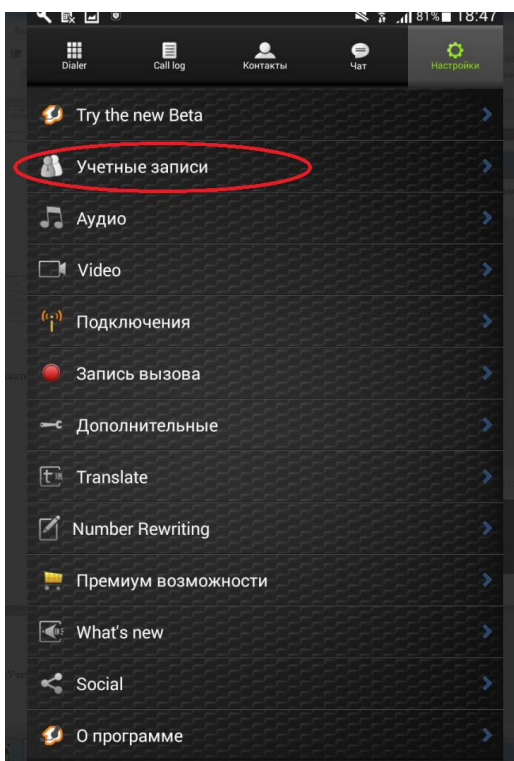 81% 18:47
Dialer
Call log
Контакты
Чат
Настройки
Try the new Beta
Учетные записи
Аудио
Video
Подключения
Запись вызова
Дополнительные
Translate
Number Rewriting
Премиум возможности
What's new
Social
О программе